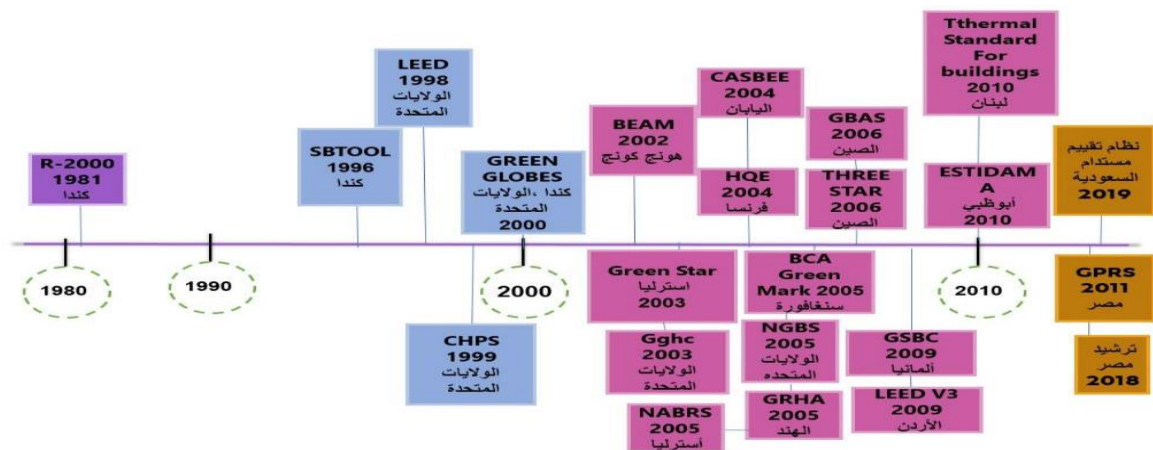 R-2000
1981
كندا
SBTOOL
1996
كندا
LEED
1998
الولايات
المتحدة
GREEN
GLOBES
كندا ،الولايات
المتحدة
2000
BEAM
2002
هونج كونج
CASBEE
2004
اليابان
HQE
2004
فرنسا
GBAS
2006
الصين
THREE
STAR
2006
الصين
Tthermal
Standard
For
buildings
2010
لبنان
ESTIDAM
A
أبوظبي
2010
نظام تقييم
مستدام
السعودية
2019
1980
1990
2000
2010
CHPS
1999
الولايات
المتحدة
Green Star
استرليا
2003
Gghc
2003
الولايات
المتحدة
NABRS
2005
أسترليا
BCA
Green
Mark 2005
سنغافورة
NGBS
2005
الولايات
المتحده
GRHA
2005
الهند
GSBC
2009
ألمانيا
LEED V3
2009
الأردن
GPRS
2011
مصر
ترشيد
مصر
2018